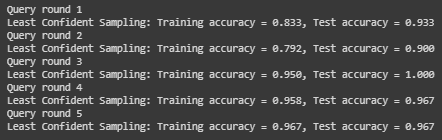 Query round 1
Least Confident Sampling: Training accuracy = 0.833, Test accuracy = 0.933
Query round 2
Least Confident Sampling: Training accuracy = 0.792, Test accuracy = 0.900
Query round 3
Least Confident Sampling: Training accuracy = 0.950, Test accuracy = 1.000
Query round 4
Least Confident Sampling: Training accuracy = 0.958, Test accuracy = 0.967
Query round 5
Least Confident Sampling: Training accuracy = 0.967, Test accuracy = 0.967